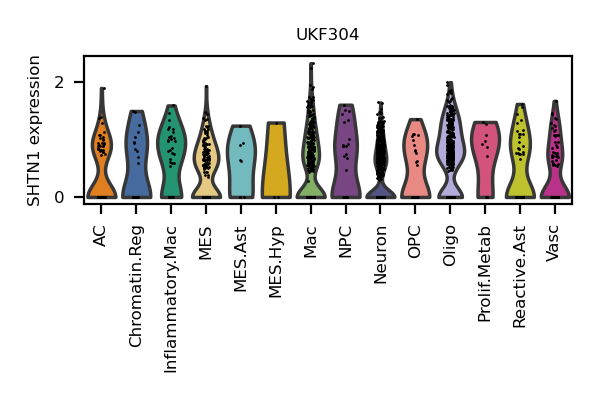 UKF304
SHTN1 expression
2
0
AC
Chromatin.Reg
Inflammatory.Mac
MES
MES.Ast
MES.Hyp
Mac
NPC
Neuron
OPC
Oligo
Prolif.Metab
Reactive.Ast
Vasc